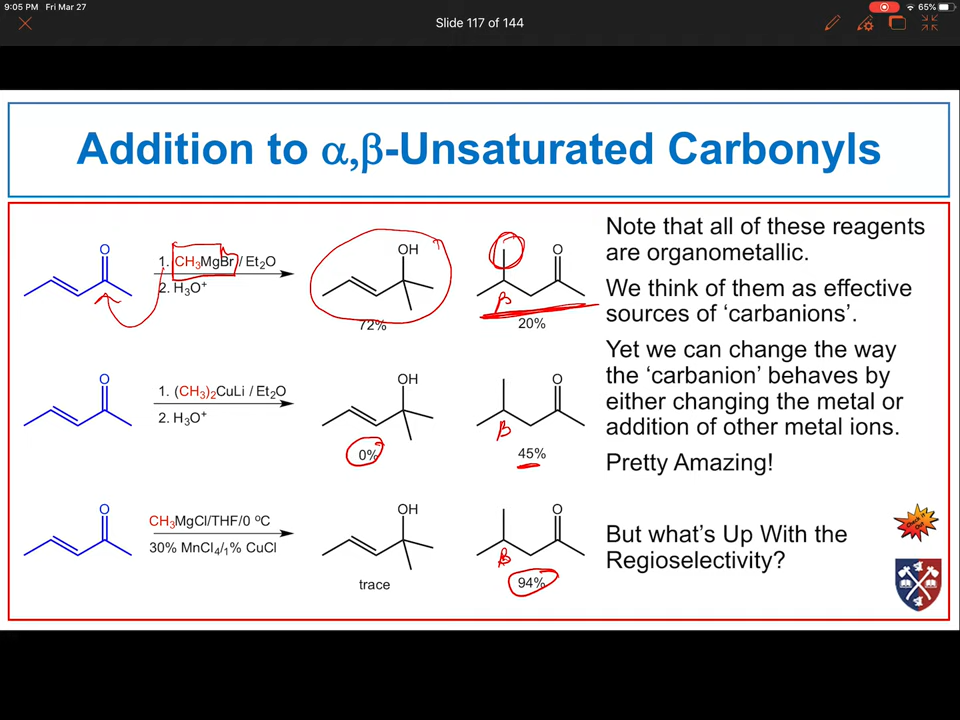 9:05 PM Fri Mar 27
65%
Slide 117 of 144
Addition to α,β-Unsaturated Carbonyls
O
1. CH₃MgBr / Et₂O
2. H₃O⁺
OH
72%
O
β
20%
Note that all of these reagents
are organometallic.
We think of them as effective
sources of ‘carbanions’.
Yet we can change the way
the ‘carbanion’ behaves by
either changing the metal or
addition of other metal ions.
Pretty Amazing!
O
1. (CH₃)₂CuLi / Et₂O
2. H₃O⁺
OH
0%
O
β
45%
O
CH₃MgCl/THF/0 ºC
30% MnCl₄/1% CuCl
OH
trace
O
β
94%
But what’s Up With the
Regioselectivity?
Check It Out